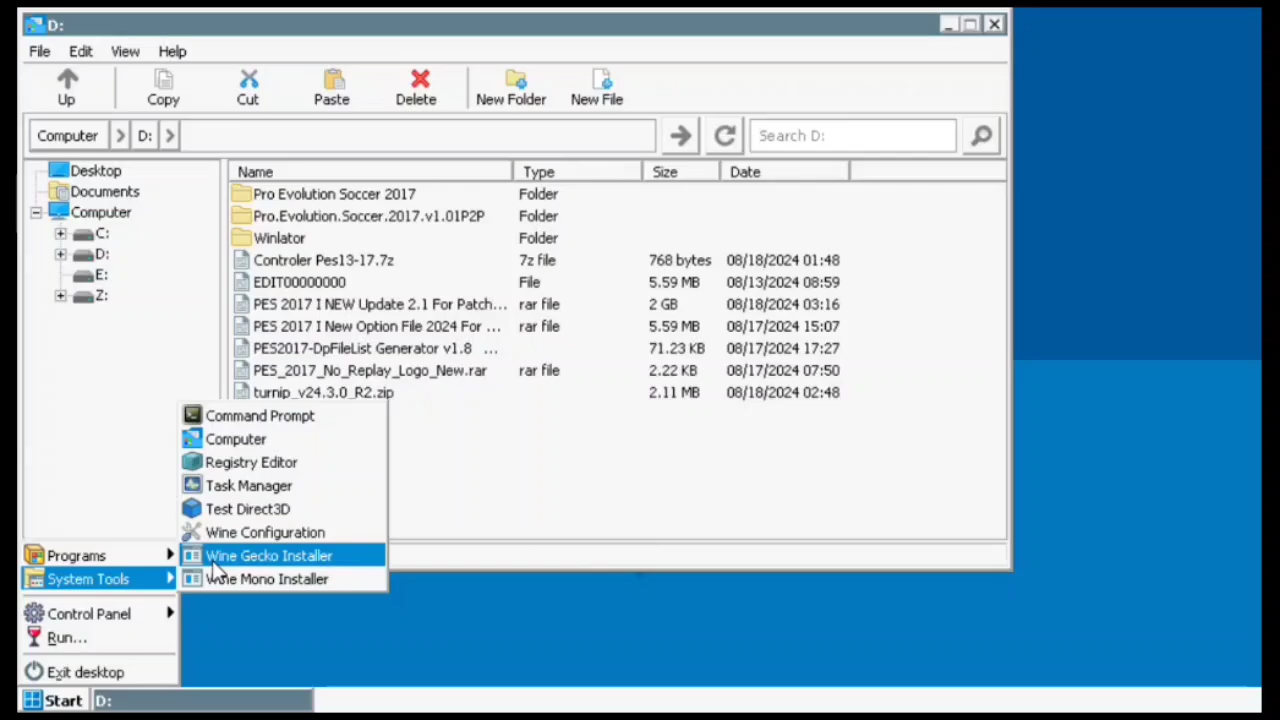 D:
File Edit View Help
Up Copy Cut Paste Delete New Folder New File
Computer D: Search D:
Desktop
Documents
Computer
C:
D:
E:
Z:
Name Type Size Date
Pro Evolution Soccer 2017 Folder
Pro.Evolution.Soccer.2017.v1.01P2P Folder
Winlator Folder
Controler Pes13-17.7z 7z file 768 bytes 08/18/2024 01:48
EDIT00000000 File 5.59 MB 08/13/2024 08:59
PES 2017 I NEW Update 2.1 For Patch... rar file 2 GB 08/18/2024 03:16
PES 2017 I New Option File 2024 For ... rar file 5.59 MB 08/17/2024 15:07
PES2017-DpFileList Generator v1.8 ... 71.23 KB 08/17/2024 17:27
PES_2017_No_Replay_Logo_New.rar rar file 2.22 KB 08/17/2024 07:50
turnip_v24.3.0_R2.zip 2.11 MB 08/18/2024 02:48
Command Prompt
Computer
Registry Editor
Task Manager
Test Direct3D
Wine Configuration
Wine Gecko Installer
Wine Mono Installer
Programs
System Tools
Control Panel
Run...
Exit desktop
Start D: